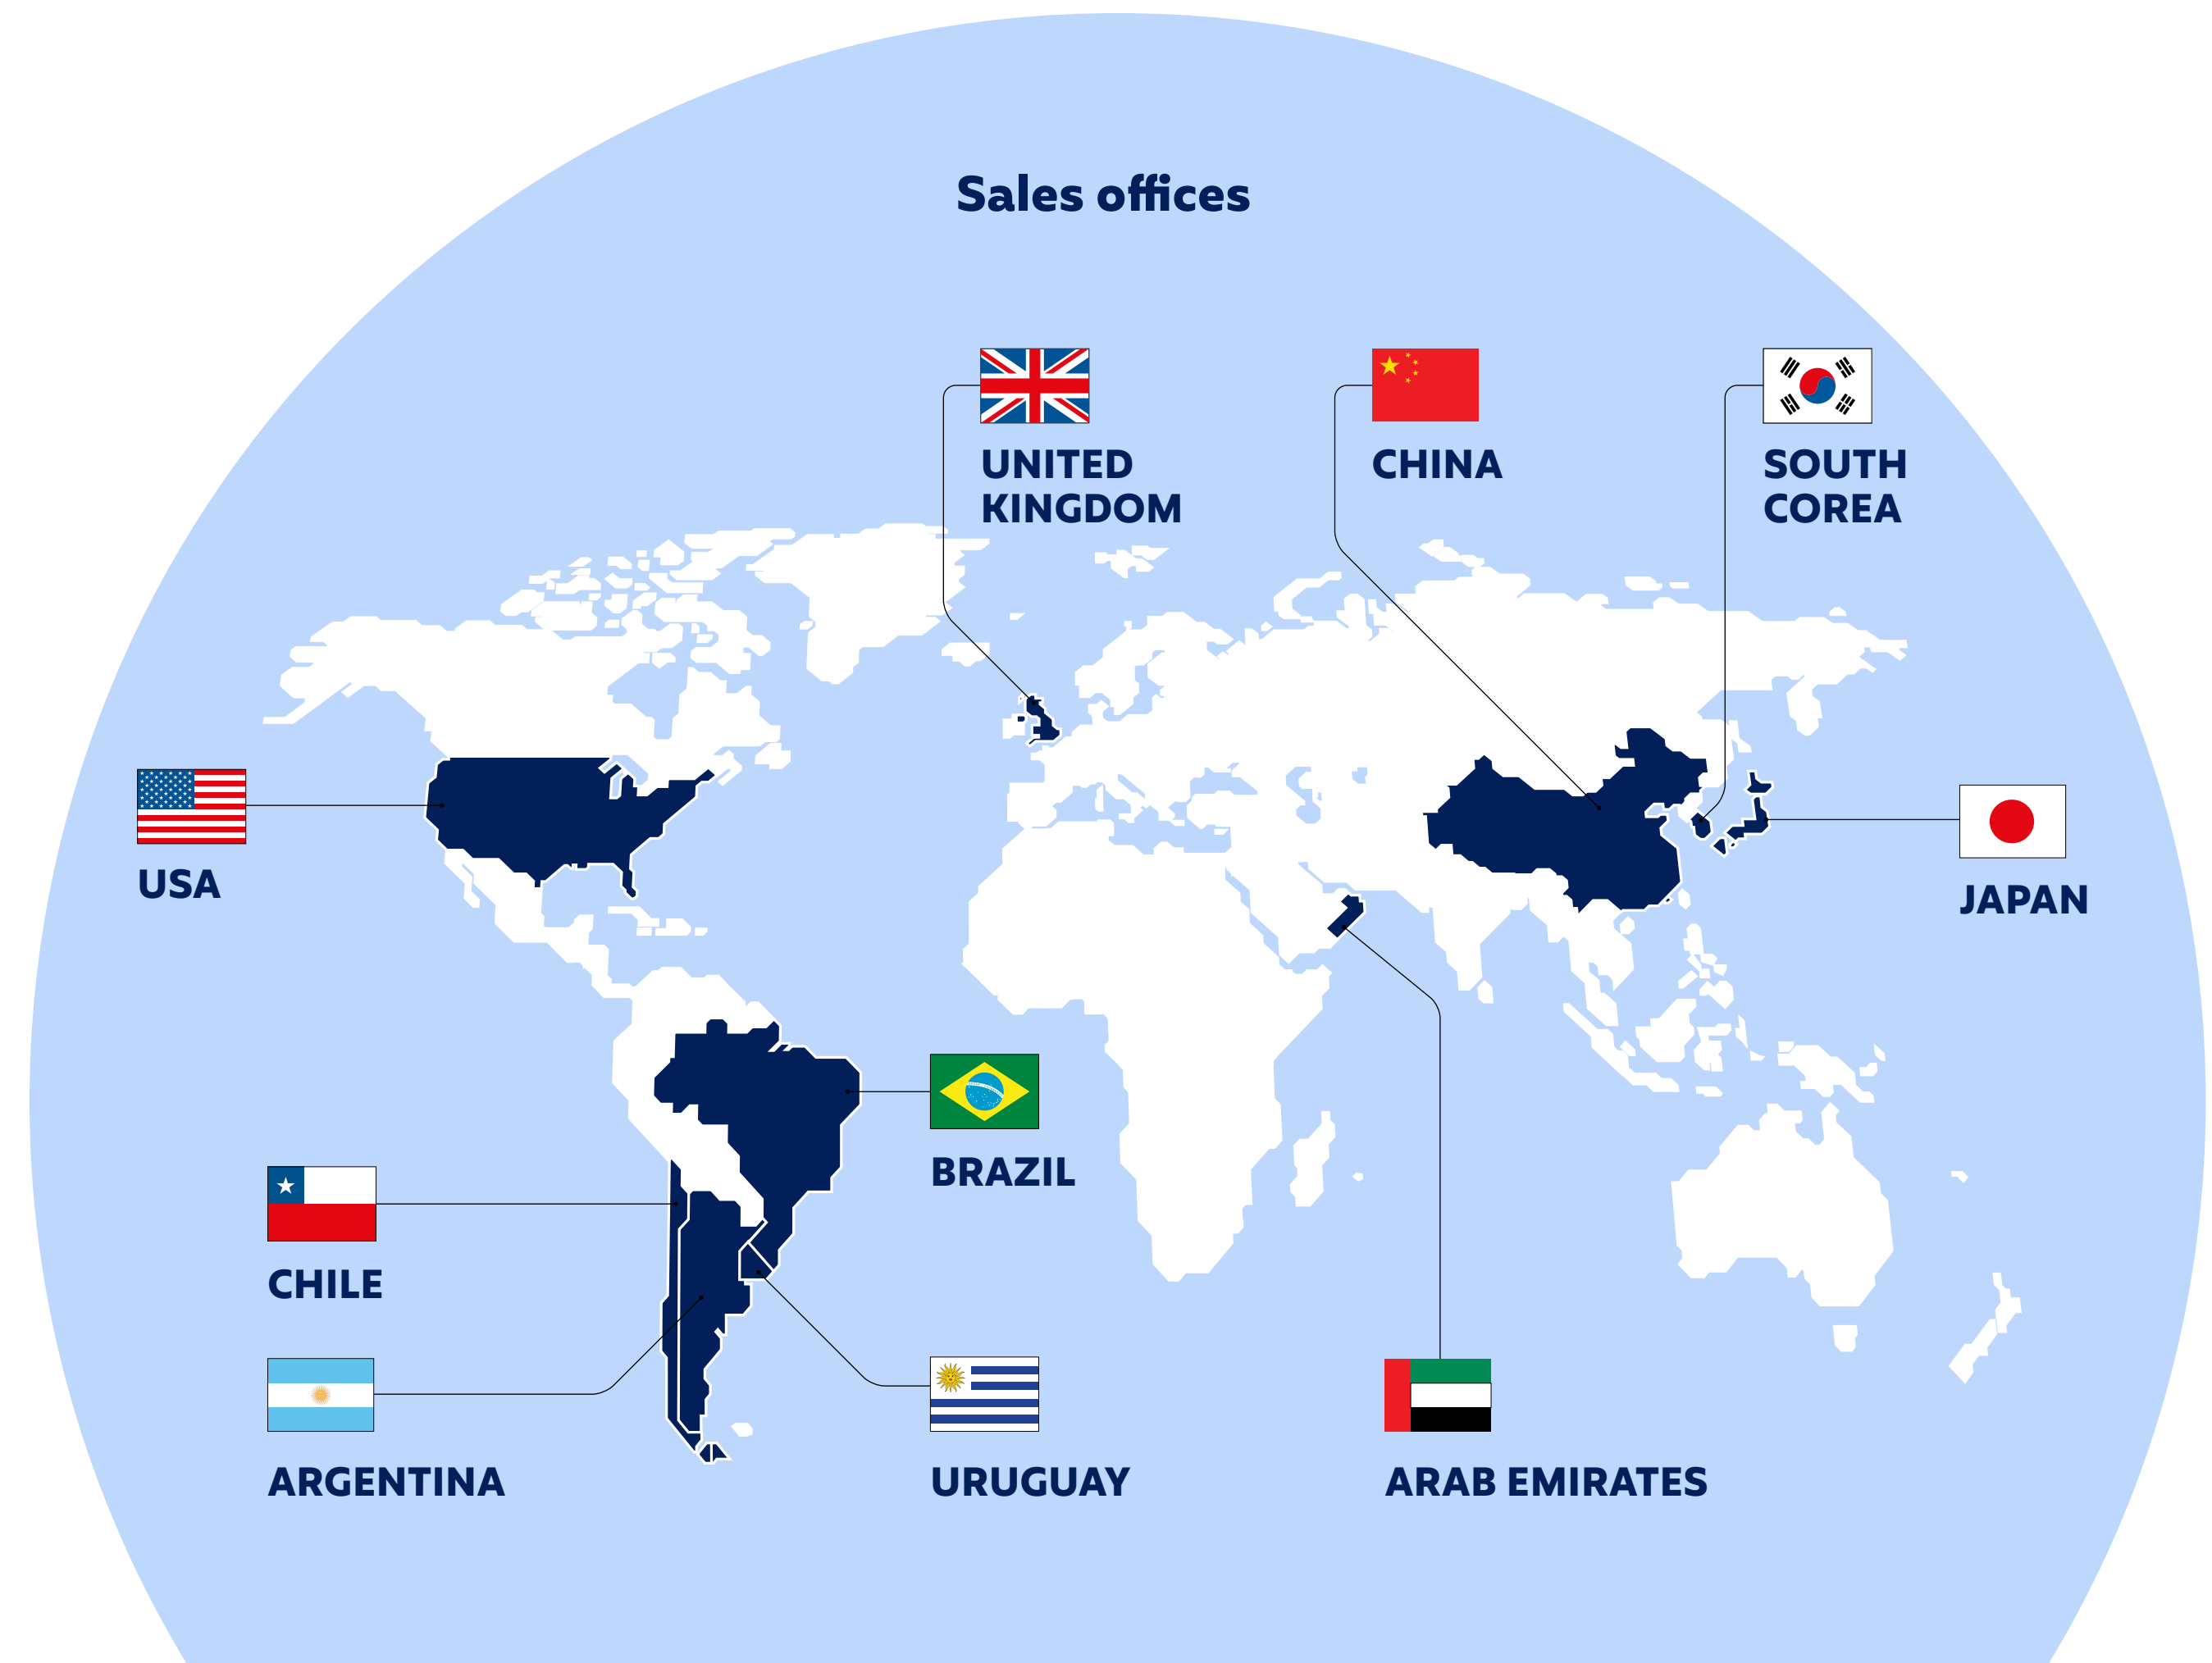 Sales offices
UNITED
KINGDOM
CHINA
SOUTH
COREA
USA
JAPAN
BRAZIL
CHILE
ARGENTINA
URUGUAY
ARAB EMIRATES